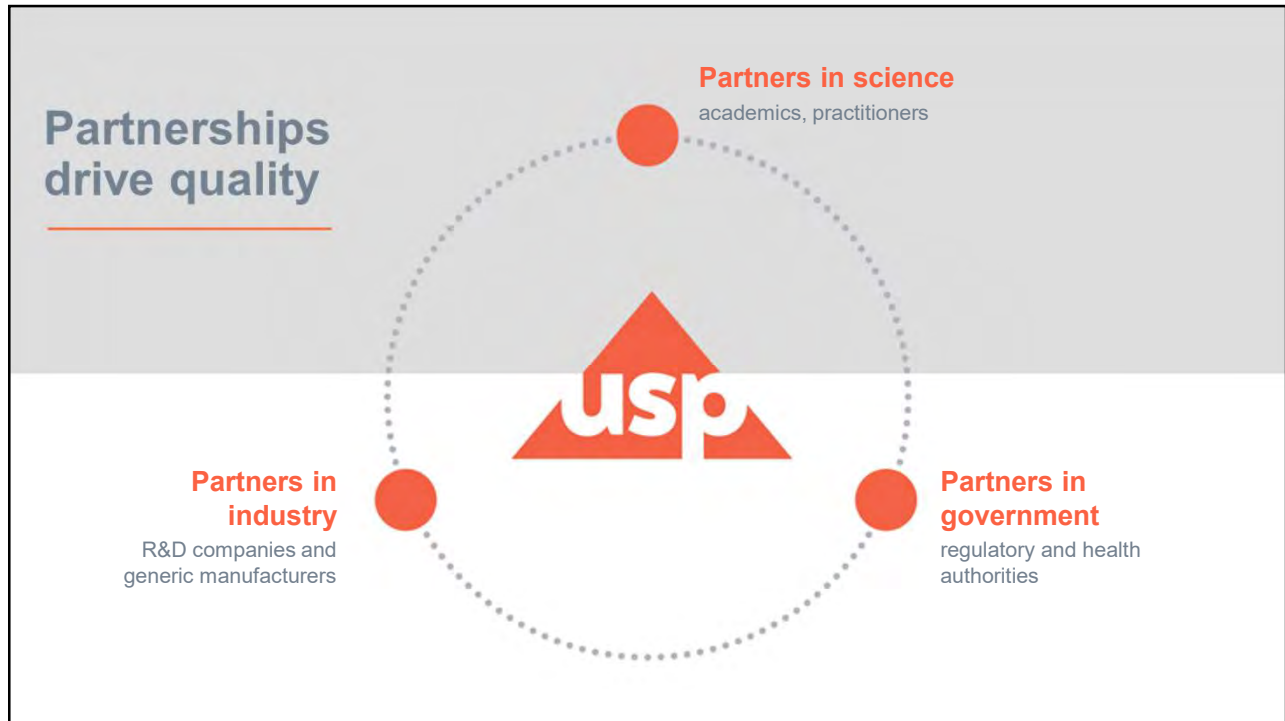 Partnerships
drive quality
Partners in science
academics, practitioners
usp
Partners in
industry
R&D companies and
generic manufacturers
Partners in
government
regulatory and health
authorities